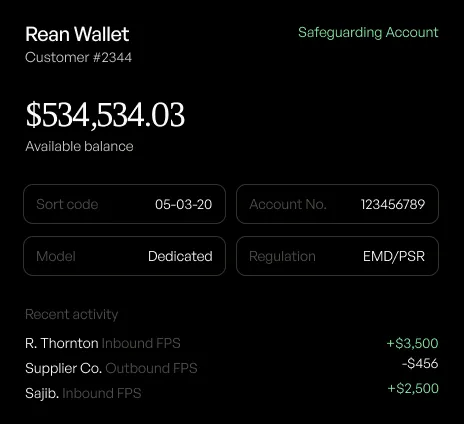 Rean Wallet
Safeguarding Account
Customer #2344
$534,534.03
Available balance
Sort code 05-03-20
Account No. 123456789
Model Dedicated
Regulation EMD/PSR
Recent activity
R. Thornton Inbound FPS +$3,500
Supplier Co. Outbound FPS -$456
Sajib. Inbound FPS +$2,500